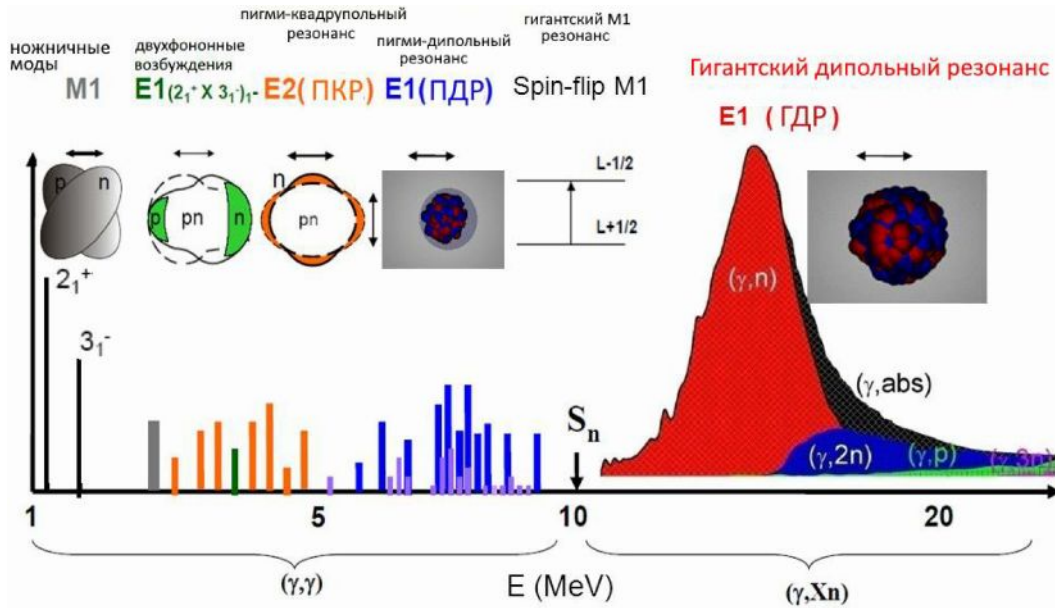 ножничные
моды
M1
двухфононные
возбуждения
E1(2₁⁺ X 3₁⁻)₁-
пигми-квадрупольный
резонанс
E2( ПКР)
пигми-дипольный
резонанс
E1(ПДР)
гигантский М1
резонанс
Spin-flip M1
Гигантский дипольный резонанс
E1 ( ГДР)
p n
p pn n
n
pn
L-1/2
L+1/2
2₁⁺
3₁⁻
Sₙ
(γ,n)
(γ,abs)
(γ,2n)
(γ,p)
(γ,3n)
1 5 10 20
(γ,γ)
E (MeV)
(γ,Xn)